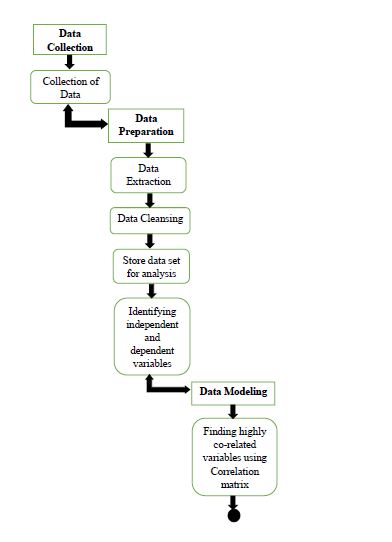 Data
Collection
Collection of
Data
Data
Preparation
Data
Extraction
Data Cleansing
Store data set
for analysis
Identifying
independent
and
dependent
variables
Data Modeling
Finding highly
co-related
variables using
Correlation
matrix